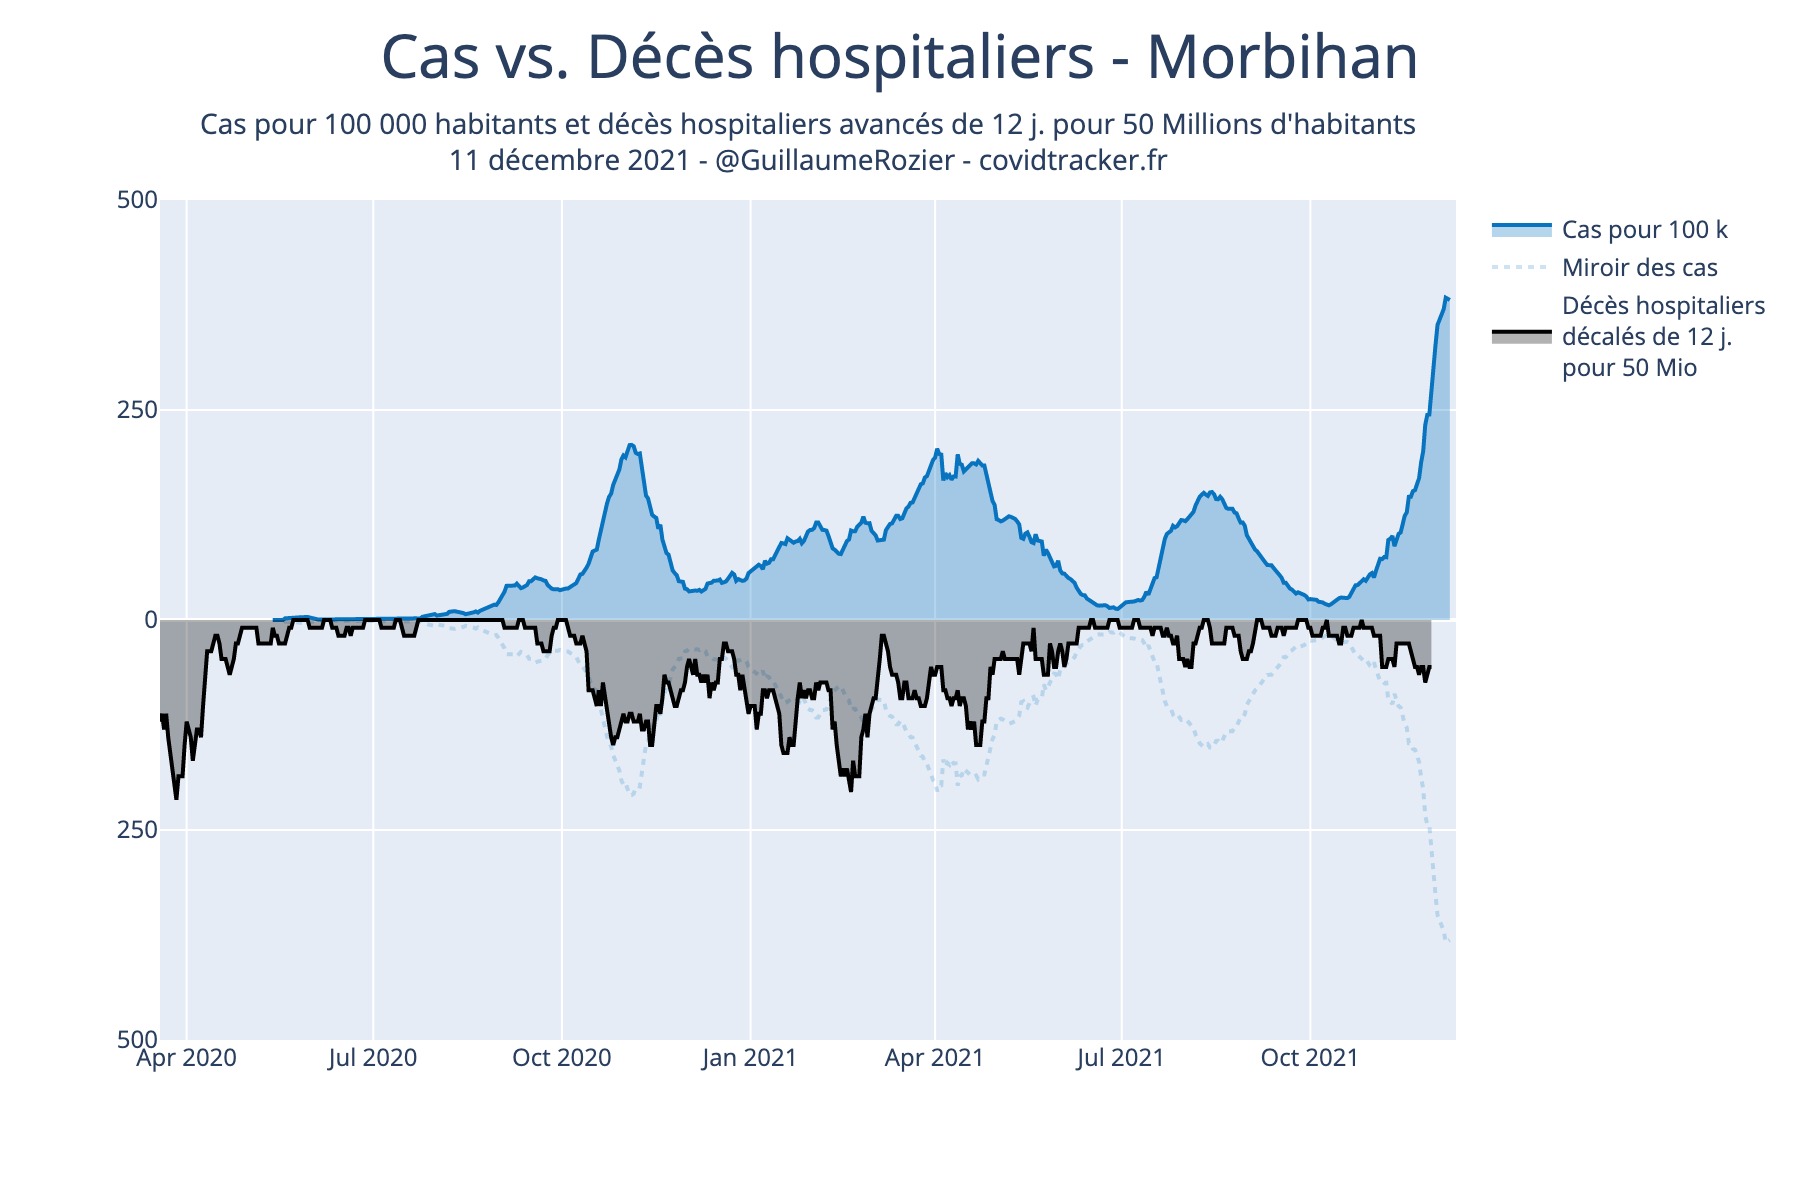 Cas vs. Décès hospitaliers - Morbihan
Cas pour 100 000 habitants et décès hospitaliers avancés de 12 j. pour 50 Millions d'habitants
11 décembre 2021 - @GuillaumeRozier - covidtracker.fr
500
250
0
250
500
Apr 2020
Jul 2020
Oct 2020
Jan 2021
Apr 2021
Jul 2021
Oct 2021
Cas pour 100 k
Miroir des cas
Décès hospitaliers
décalés de 12 j.
pour 50 Mio